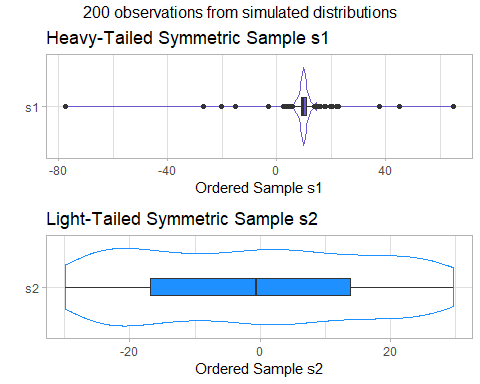 200 observations from simulated distributions
Heavy-Tailed Symmetric Sample s1
s1
-80 -40 0 40
Ordered Sample s1
Light-Tailed Symmetric Sample s2
s2
-20 0 20
Ordered Sample s2